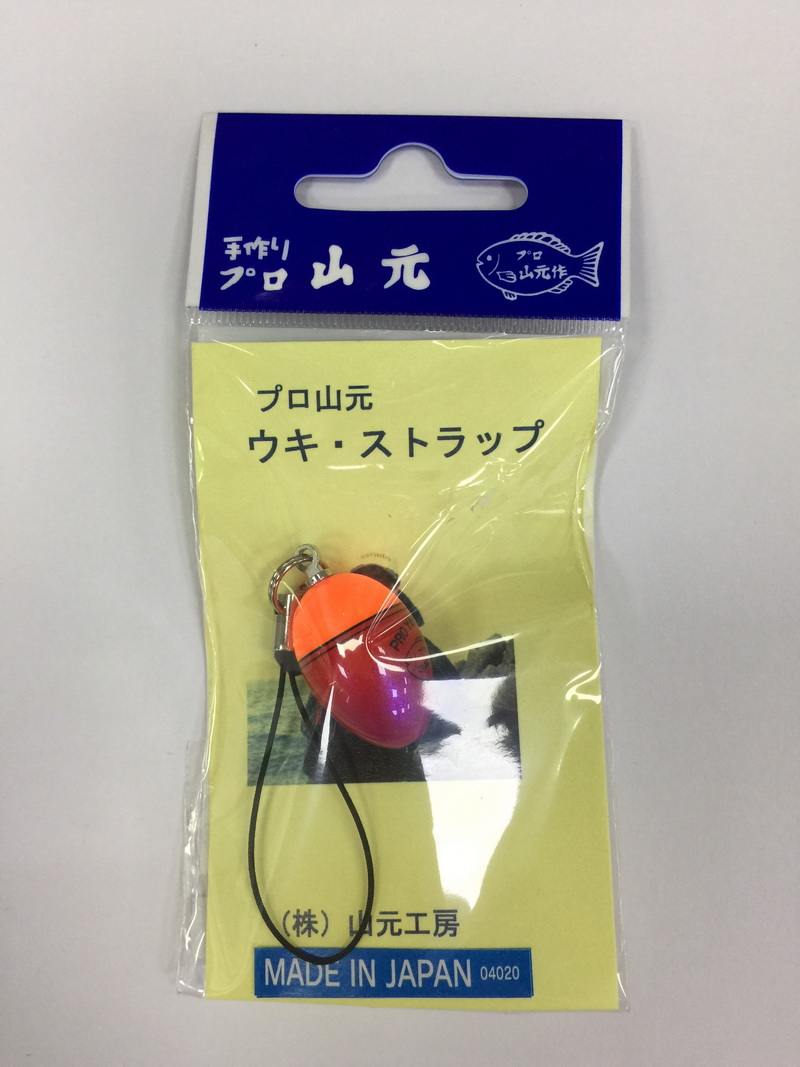 手作り
プロ 山元
プロ
山元作
プロ山元
ウキ・ストラップ
PRO
(株)山元工房
MADE IN JAPAN 04020